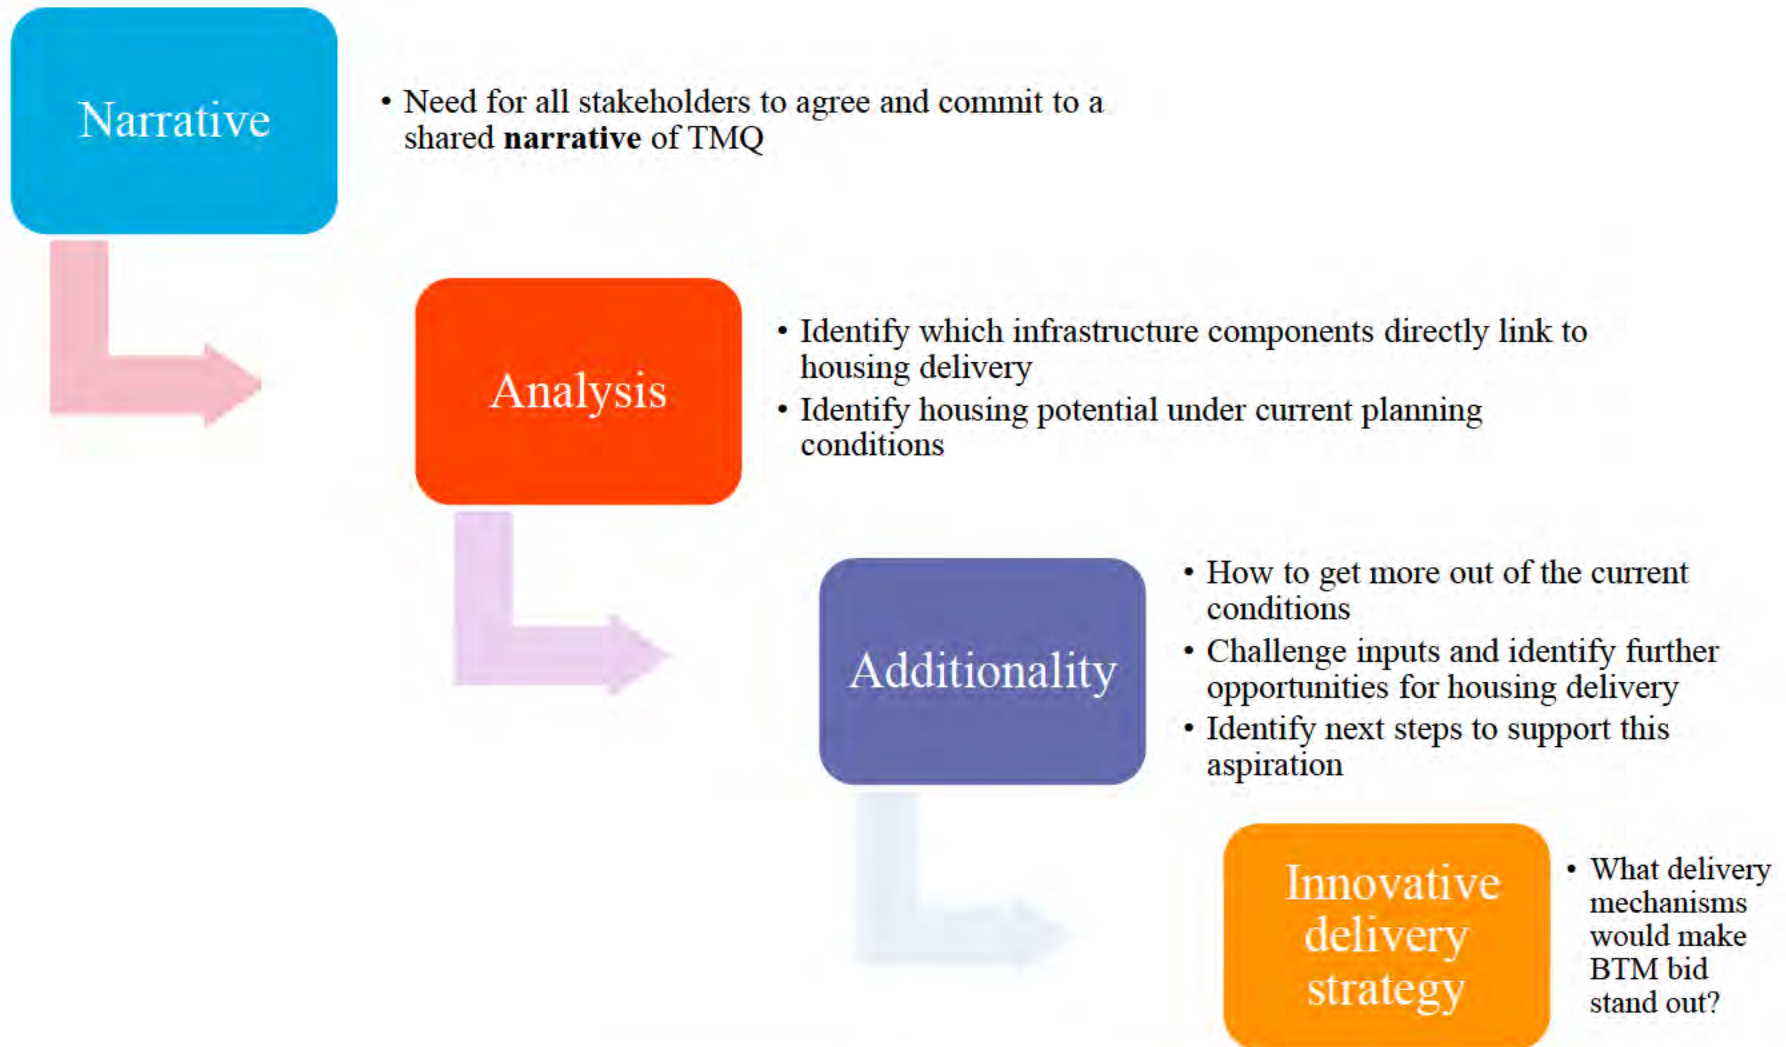 Narrative
• Need for all stakeholders to agree and commit to a
shared narrative of TMQ
Analysis
• Identify which infrastructure components directly link to
housing delivery
• Identify housing potential under current planning
conditions
Additionality
• How to get more out of the current
conditions
• Challenge inputs and identify further
opportunities for housing delivery
• Identify next steps to support this
aspiration
Innovative
delivery
strategy
• What delivery
mechanisms
would make
BTM bid
stand out?